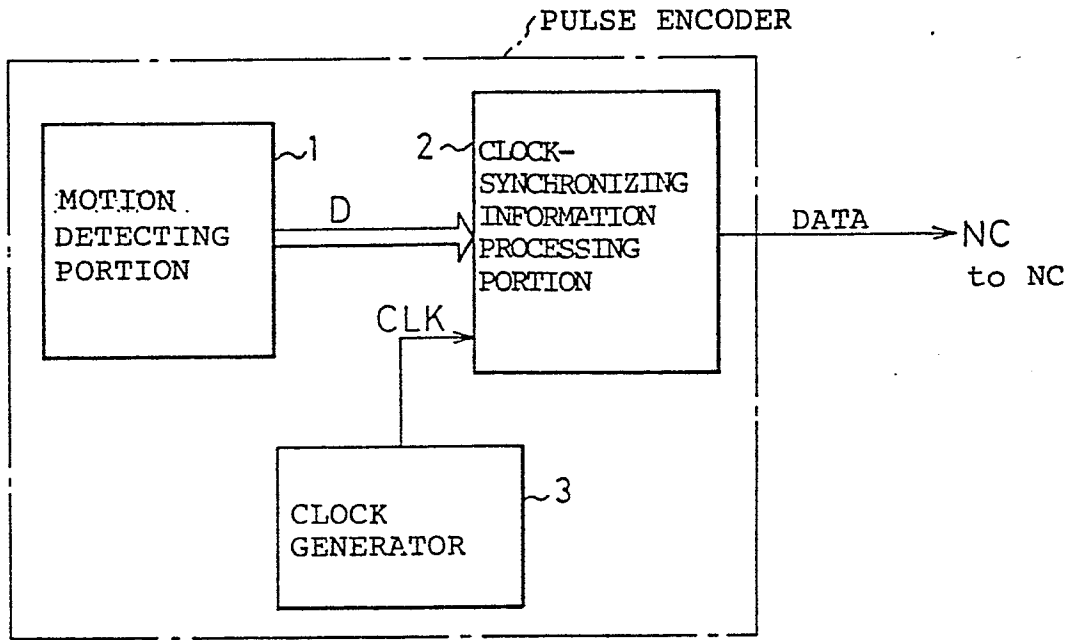 PULSE ENCODER
1
MOTION
DETECTING
PORTION
D
2
CLOCK-
SYNCHRONIZING
INFORMATION
PROCESSING
PORTION
DATA
NC
to NC
CLK
3
CLOCK
GENERATOR